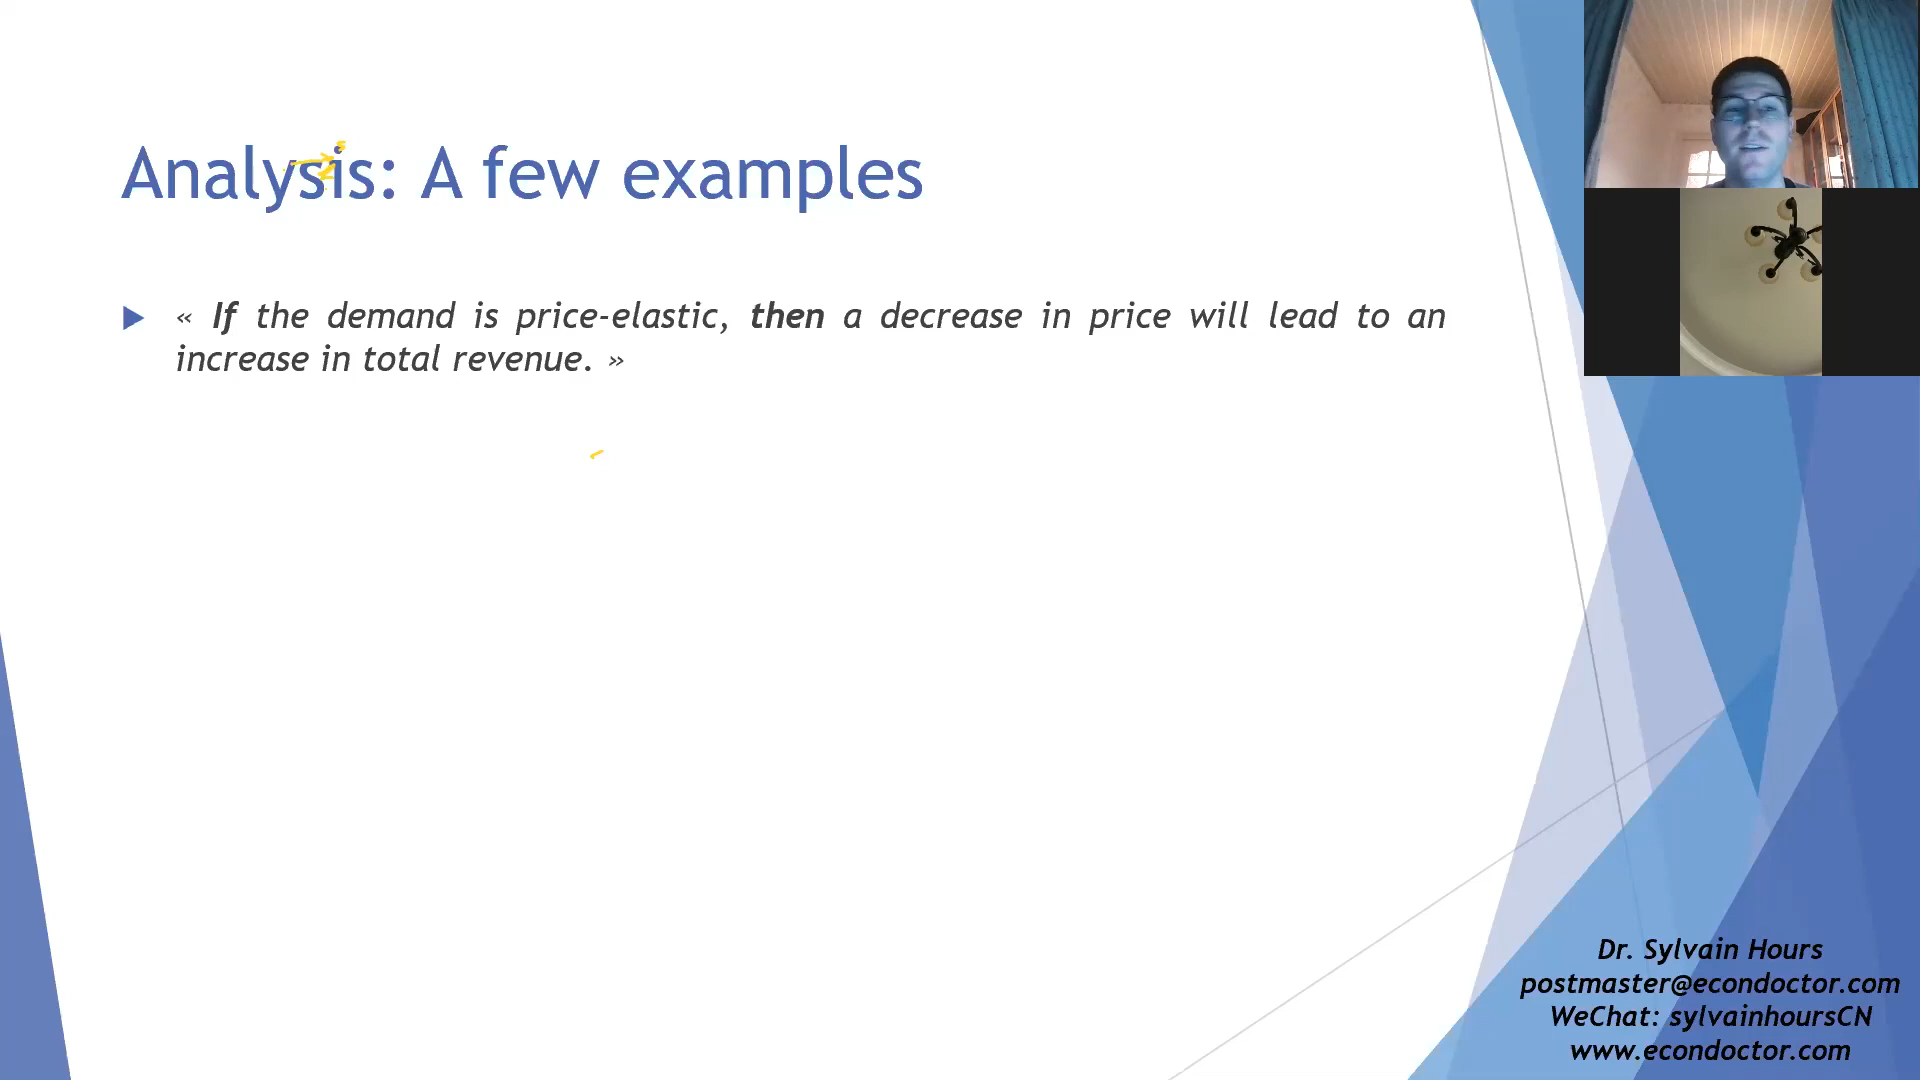 Analysis: A few examples
« If the demand is price-elastic, then a decrease in price will lead to an
increase in total revenue. »
Dr. Sylvain Hours
postmaster@econdoctor.com
WeChat: sylvainhoursCN
www.econdoctor.com